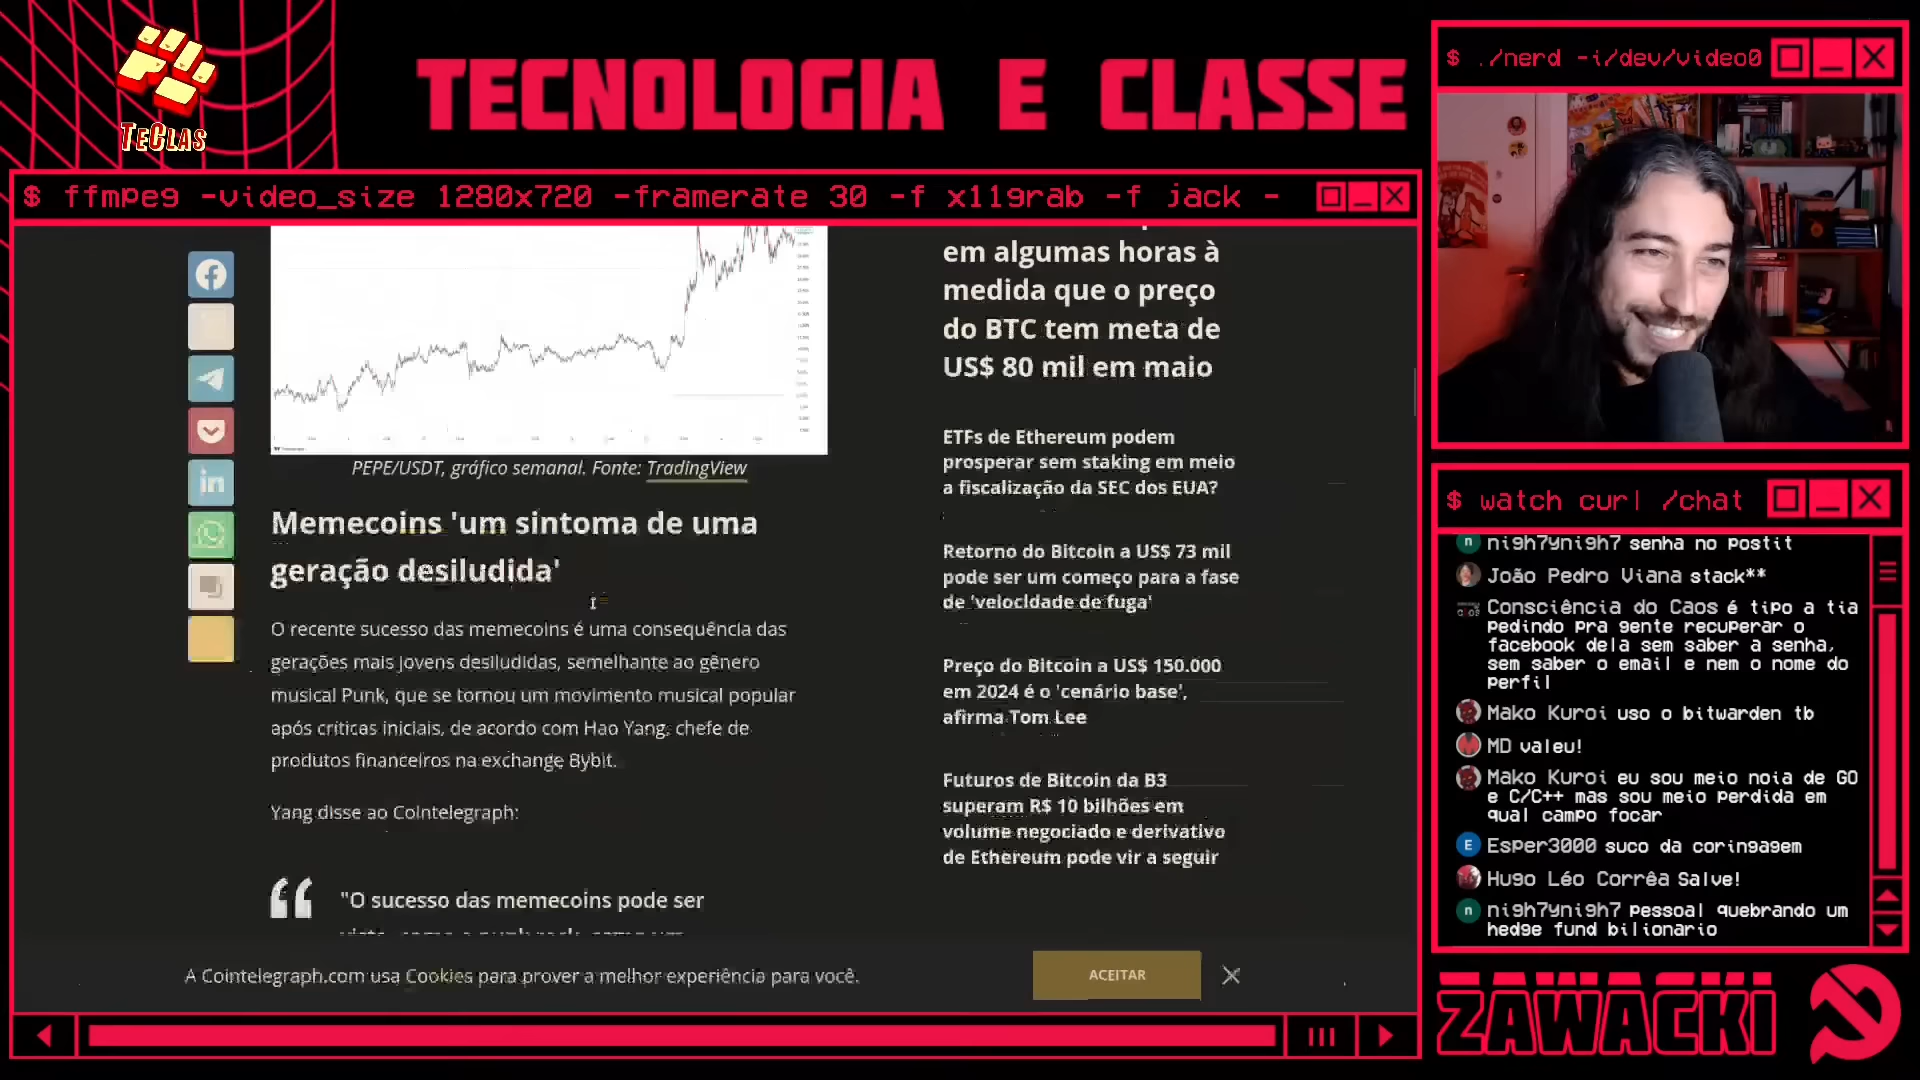 TECLAS
TECNOLOGIA E CLASSE
$ ./nerd -i/dev/video0
$ ffmpeg -video_size 1280x720 -framerate 30 -f x11grab -f jack -
PEPE/USDT, gráfico semanal. Fonte: TradingView
Memecoins 'um sintoma de uma
geração desiludida'
O recente sucesso das memecoins é uma consequência das
gerações mais jovens desiludidas, semelhante ao gênero
musical Punk, que se tornou um movimento musical popular
após críticas iniciais, de acordo com Hao Yang, chefe de
produtos financeiros na exchange Bybit.
Yang disse ao Cointelegraph:
"O sucesso das memecoins pode ser
em algumas horas à
medida que o preço
do BTC tem meta de
US$ 80 mil em maio
ETFs de Ethereum podem
prosperar sem staking em meio
a fiscalização da SEC dos EUA?
Retorno do Bitcoin a US$ 73 mil
pode ser um começo para a fase
de 'velocidade de fuga'
Preço do Bitcoin a US$ 150.000
em 2024 é o 'cenário base',
afirma Tom Lee
Futuros de Bitcoin da B3
superam R$ 10 bilhões em
volume negociado e derivativo
de Ethereum pode vir a seguir
A Cointelegraph.com usa Cookies para prover a melhor experiência para você.
ACEITAR
$ watch curl /chat
ni9h7yni9h7 senha no postit
João Pedro Viana stack**
Consciência do Caos é tipo a tia
pedindo pra gente recuperar o
facebook dela sem saber a senha,
sem saber o email e nem o nome do
perfil
Mako Kuroi uso o bitwarden tb
MD valeu!
Mako Kuroi eu sou meio noia de GO
e C/C++ mas sou meio perdida em
qual campo focar
Esper3000 suco da coringagem
Hugo Léo Corrêa Salve!
ni9h7yni9h7 pessoal quebrando um
hedge fund bilionario
ZAWACKI